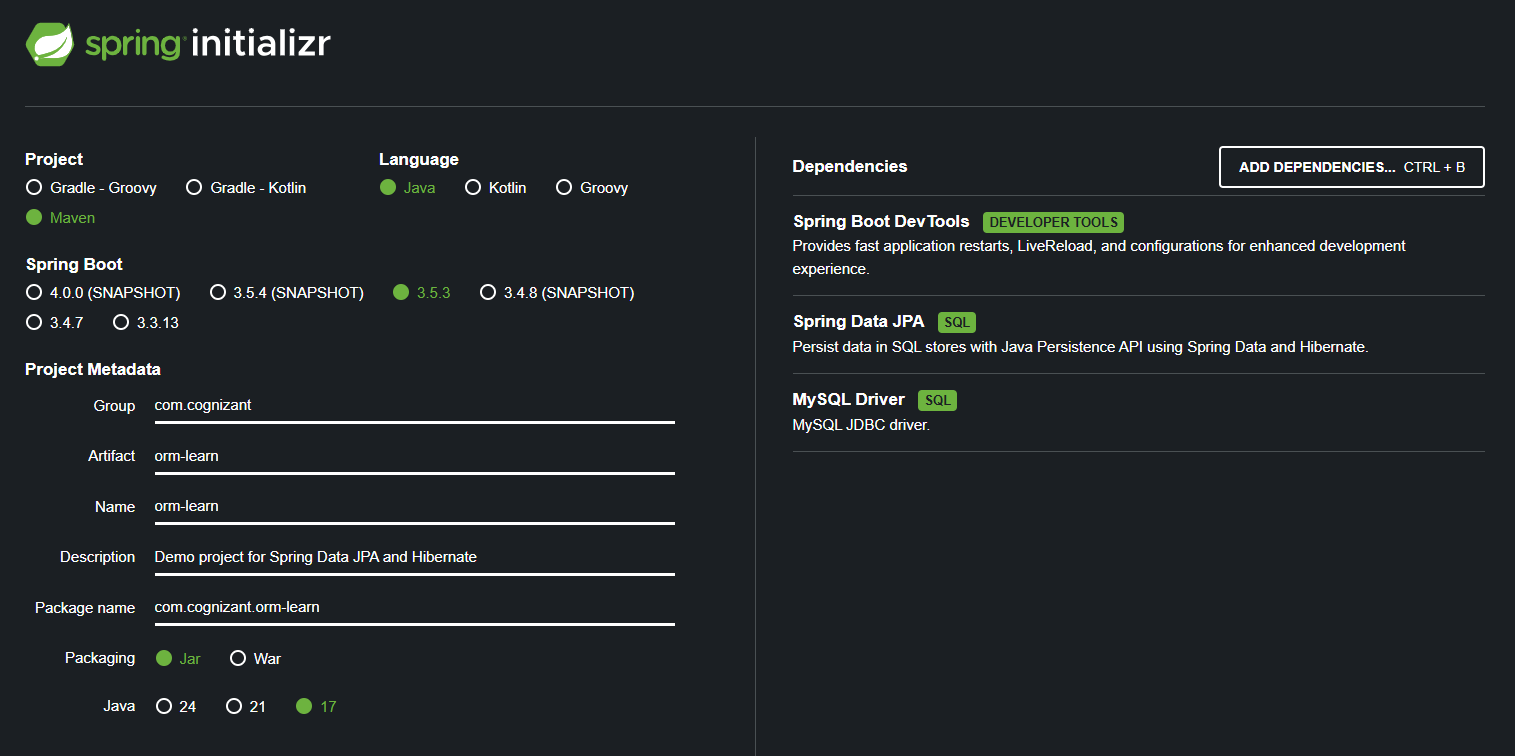 spring initializr
Project
Gradle - Groovy Gradle - Kotlin
Maven
Language
Java Kotlin Groovy
Spring Boot
4.0.0 (SNAPSHOT) 3.5.4 (SNAPSHOT) 3.5.3 3.4.8 (SNAPSHOT)
3.4.7 3.3.13
Project Metadata
Group com.cognizant
Artifact orm-learn
Name orm-learn
Description Demo project for Spring Data JPA and Hibernate
Package name com.cognizant.orm-learn
Packaging Jar War
Java 24 21 17
Dependencies ADD DEPENDENCIES... CTRL + B
Spring Boot DevTools DEVELOPER TOOLS
Provides fast application restarts, LiveReload, and configurations for enhanced development
experience.
Spring Data JPA SQL
Persist data in SQL stores with Java Persistence API using Spring Data and Hibernate.
MySQL Driver SQL
MySQL JDBC driver.